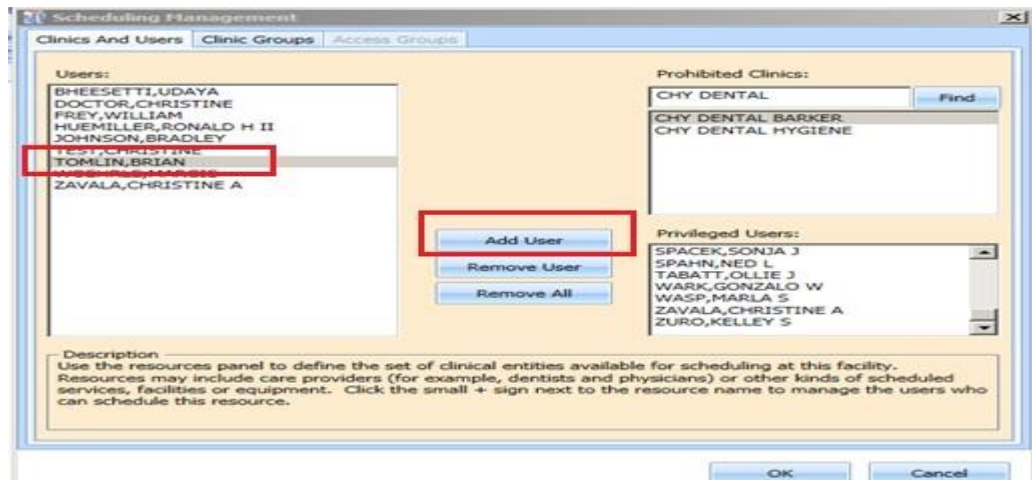 Scheduling Management
Clinics And Users Clinic Groups Access Groups
Users:
BHEESETTI,UDAYA
DOCTOR,CHRISTINE
FREY,WILLIAM
HUEMILLER,RONALD H II
JOHNSON,BRADLEY
TEST,CHRISTINE
TOMLIN,BRIAN
ZAVALA,CHRISTINE A
Add User
Remove User
Remove All
Prohibited Clinics:
CHY DENTAL Find
CHY DENTAL BARKER
CHY DENTAL HYGIENE
Privileged Users:
SPACEK,SONJA J
SPAHN,NED L
TABATT,OLLIE J
WARK,GONZALO W
WASP,MARLA S
ZAVALA,CHRISTINE A
ZURO,KELLEY S
Description
Use the resources panel to define the set of clinical entities available for scheduling at this facility.
Resources may include care providers (for example, dentists and physicians) or other kinds of scheduled
services, facilities or equipment. Click the small + sign next to the resource name to manage the users who
can schedule this resource.
OK Cancel